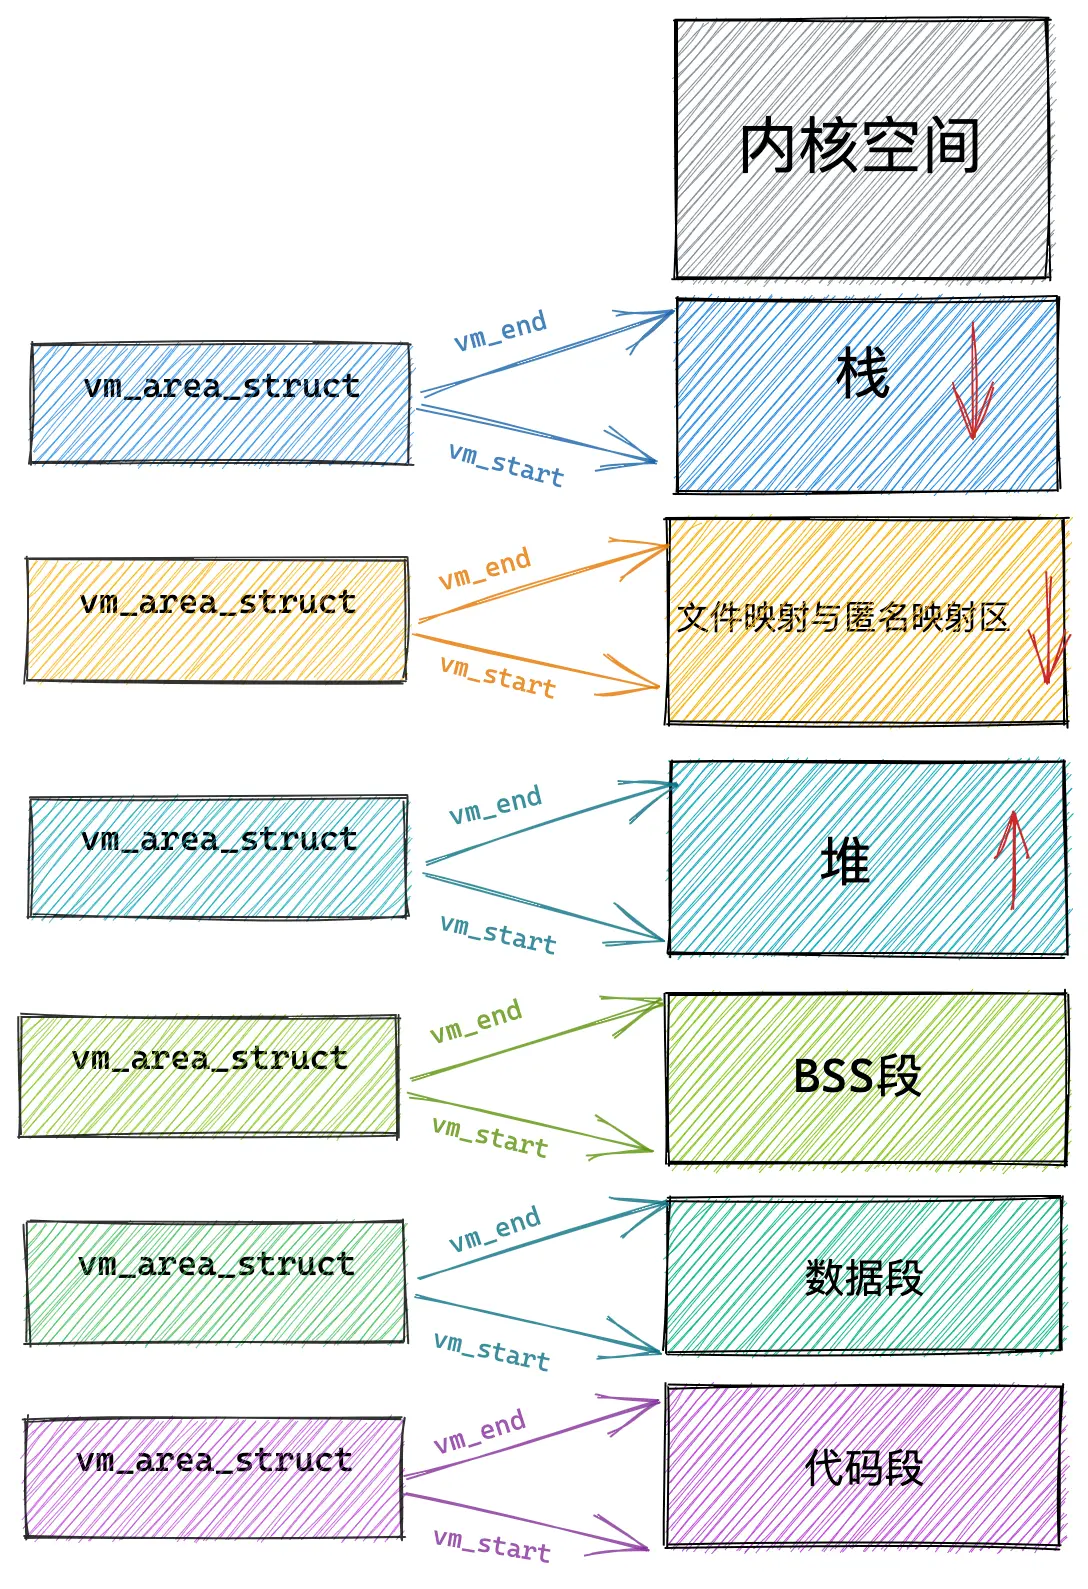 内核空间
vm_end
vm_area_struct
栈
vm_start
vm_end
vm_area_struct
文件映射与匿名映射区
vm_start
vm_end
vm_area_struct
堆
vm_start
vm_end
vm_area_struct
BSS段
vm_start
vm_end
vm_area_struct
数据段
vm_start
vm_end
vm_area_struct
代码段
vm_start